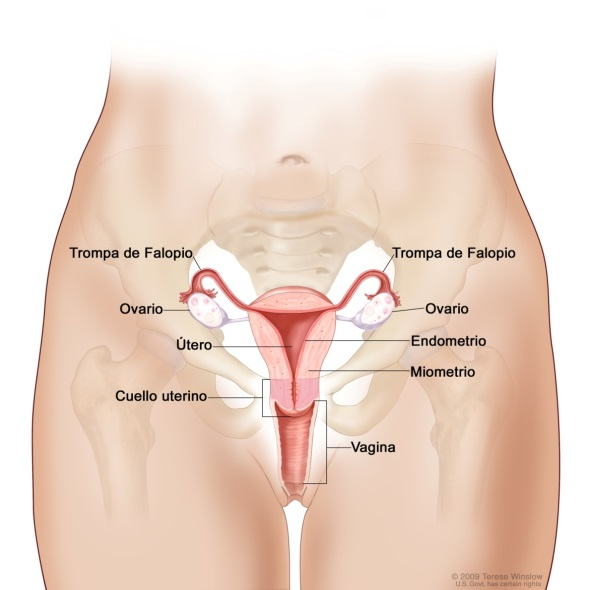 Trompa de Falopio
Trompa de Falopio
Ovario
Ovario
Útero
Endometrio
Miometrio
Cuello uterino
Vagina
© 2009 Terese Winslow
U.S. Govt. has certain rights